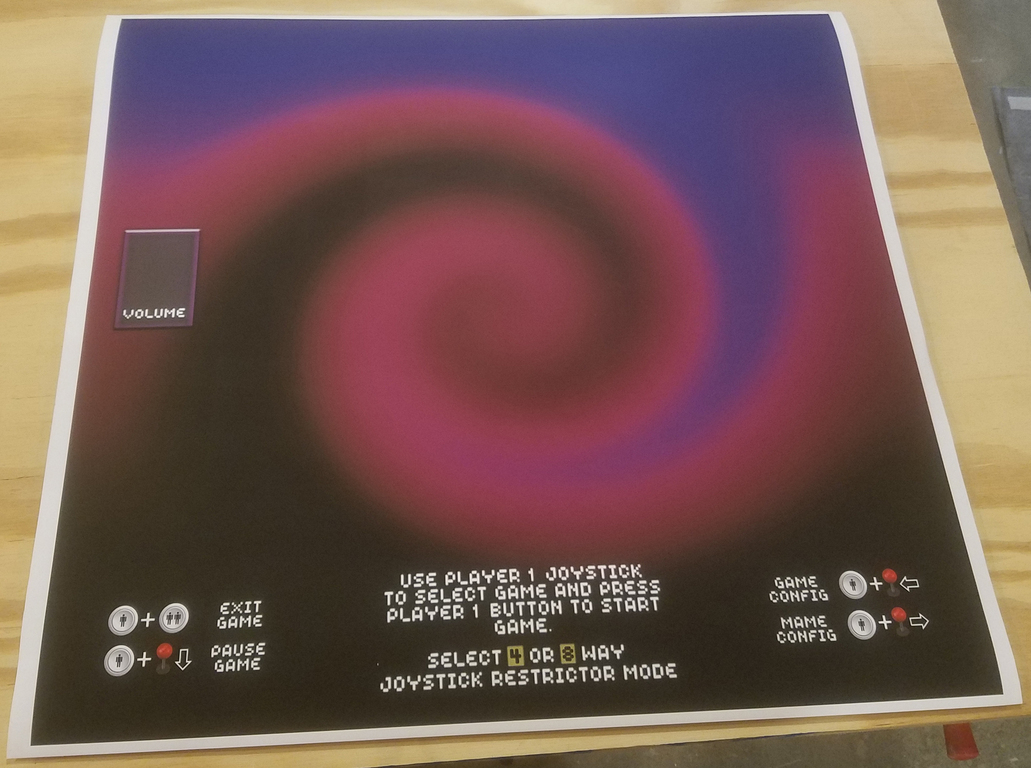 VOLUME
USE PLAYER 1 JOYSTICK
TO SELECT GAME AND PRESS
PLAYER 1 BUTTON TO START
GAME.
SELECT 4 OR 8 WAY
JOYSTICK RESTRICTOR MODE
+ EXIT
GAME
+ PAUSE
GAME
GAME
CONFIG +
MAME
CONFIG +